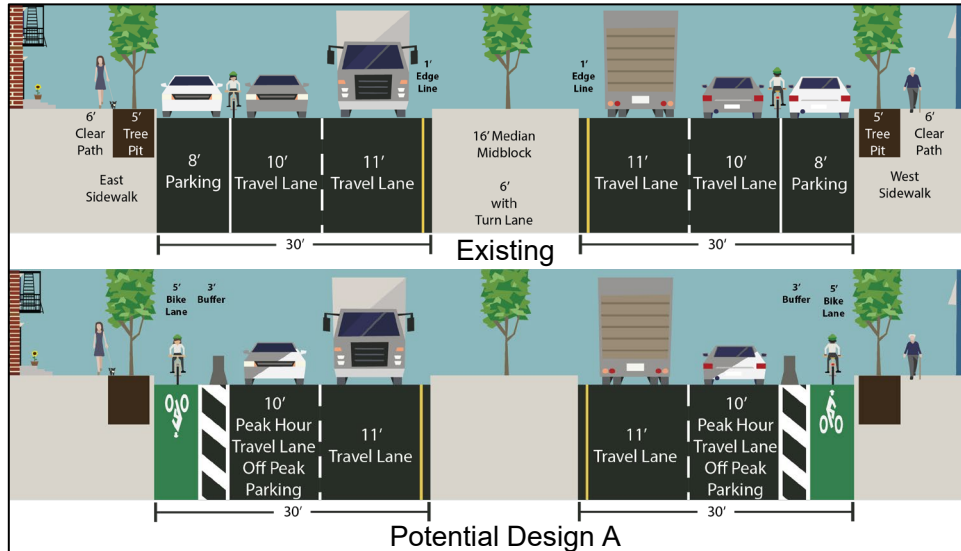 6’
Clear
Path
5’
Tree
Pit
East
Sidewalk
8’
Parking
10’
Travel Lane
11’
Travel Lane
1’
Edge
Line
16’ Median
Midblock
6’
with
Turn Lane
1’
Edge
Line
11’
Travel Lane
10’
Travel Lane
8’
Parking
5’
Tree
Pit
6’
Clear
Path
West
Sidewalk
30’
Existing
30’
5’
Bike
Lane
3’
Buffer
10’
Peak Hour
Travel Lane
Off Peak
Parking
11’
Travel Lane
11’
Travel Lane
10’
Peak Hour
Travel Lane
Off Peak
Parking
3’
Buffer
5’
Bike
Lane
30’
Potential Design A
30’